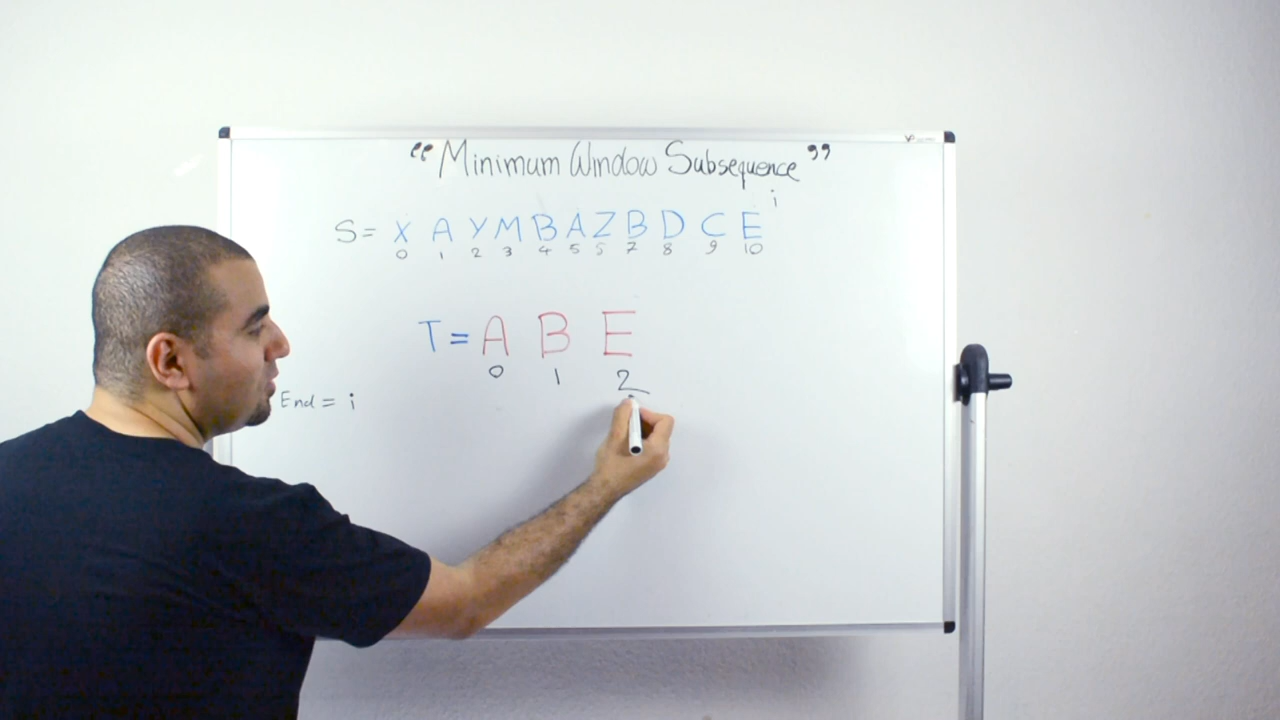 “Minimum Window Subsequence”
i
S= X A Y M B A Z B D C E
0 1 2 3 4 5 5 7 8 9 10
T= A B E
0 1 2
End = i